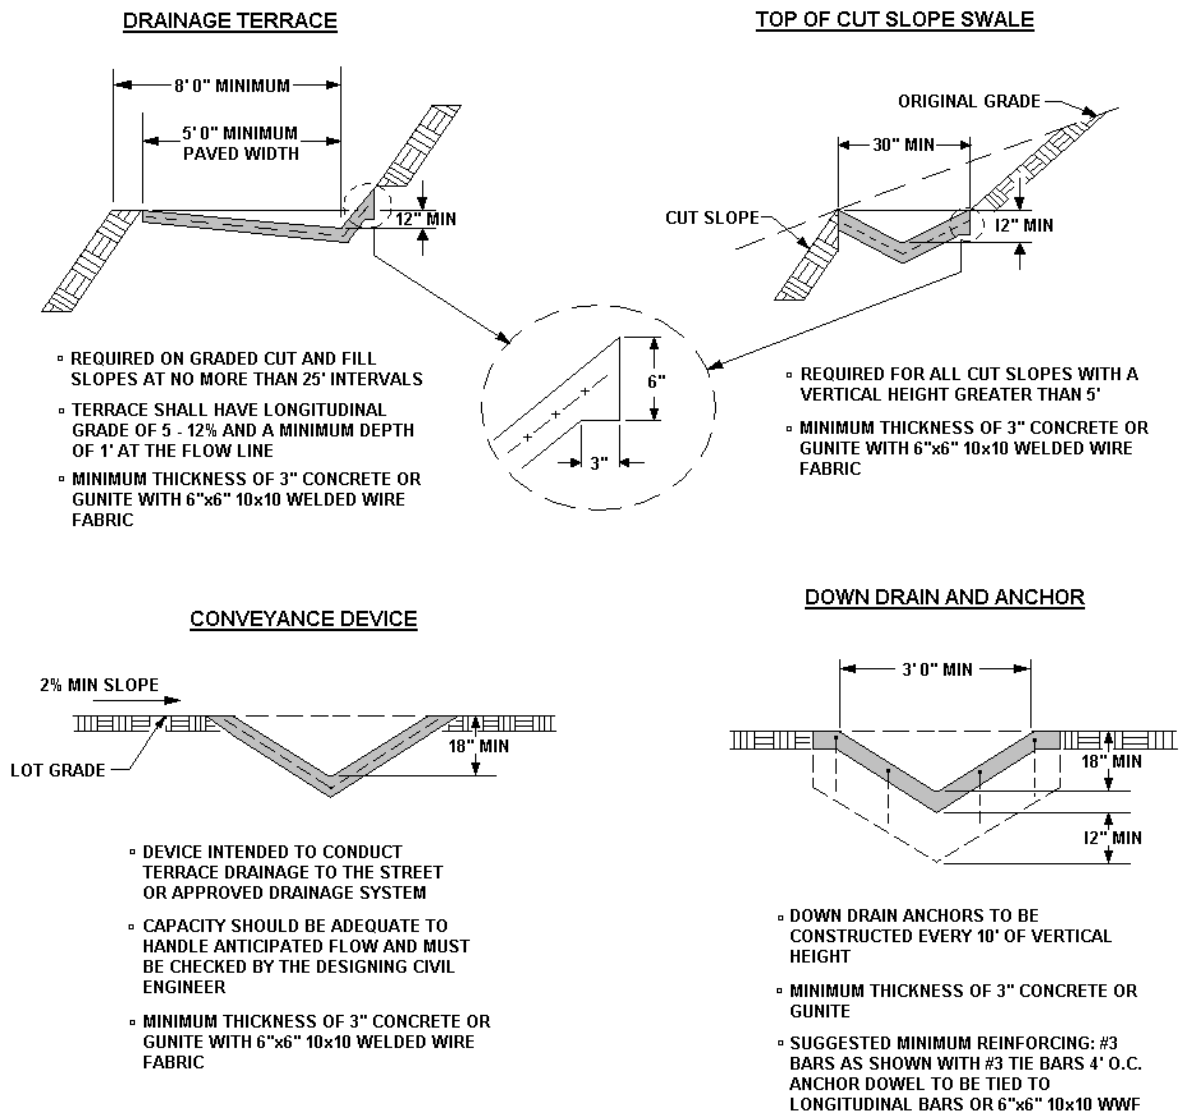 DRAINAGE TERRACE
8' 0" MINIMUM
5' 0" MINIMUM
PAVED WIDTH
12" MIN
▫ REQUIRED ON GRADED CUT AND FILL
SLOPES AT NO MORE THAN 25' INTERVALS
▫ TERRACE SHALL HAVE LONGITUDINAL
GRADE OF 5 - 12% AND A MINIMUM DEPTH
OF 1' AT THE FLOW LINE
▫ MINIMUM THICKNESS OF 3" CONCRETE OR
GUNITE WITH 6"x6" 10x10 WELDED WIRE
FABRIC
6"
3"
TOP OF CUT SLOPE SWALE
ORIGINAL GRADE
30" MIN
CUT SLOPE
12" MIN
▫ REQUIRED FOR ALL CUT SLOPES WITH A
VERTICAL HEIGHT GREATER THAN 5'
▫ MINIMUM THICKNESS OF 3" CONCRETE OR
GUNITE WITH 6"x6" 10x10 WELDED WIRE
FABRIC
CONVEYANCE DEVICE
2% MIN SLOPE
18" MIN
LOT GRADE
▫ DEVICE INTENDED TO CONDUCT
TERRACE DRAINAGE TO THE STREET
OR APPROVED DRAINAGE SYSTEM
▫ CAPACITY SHOULD BE ADEQUATE TO
HANDLE ANTICIPATED FLOW AND MUST
BE CHECKED BY THE DESIGNING CIVIL
ENGINEER
▫ MINIMUM THICKNESS OF 3" CONCRETE OR
GUNITE WITH 6"x6" 10x10 WELDED WIRE
FABRIC
DOWN DRAIN AND ANCHOR
3' 0" MIN
18" MIN
12" MIN
▫ DOWN DRAIN ANCHORS TO BE
CONSTRUCTED EVERY 10' OF VERTICAL
HEIGHT
▫ MINIMUM THICKNESS OF 3" CONCRETE OR
GUNITE
▫ SUGGESTED MINIMUM REINFORCING: #3
BARS AS SHOWN WITH #3 TIE BARS 4' O.C.
ANCHOR DOWEL TO BE TIED TO
LONGITUDINAL BARS OR 6"x6" 10x10 WWF